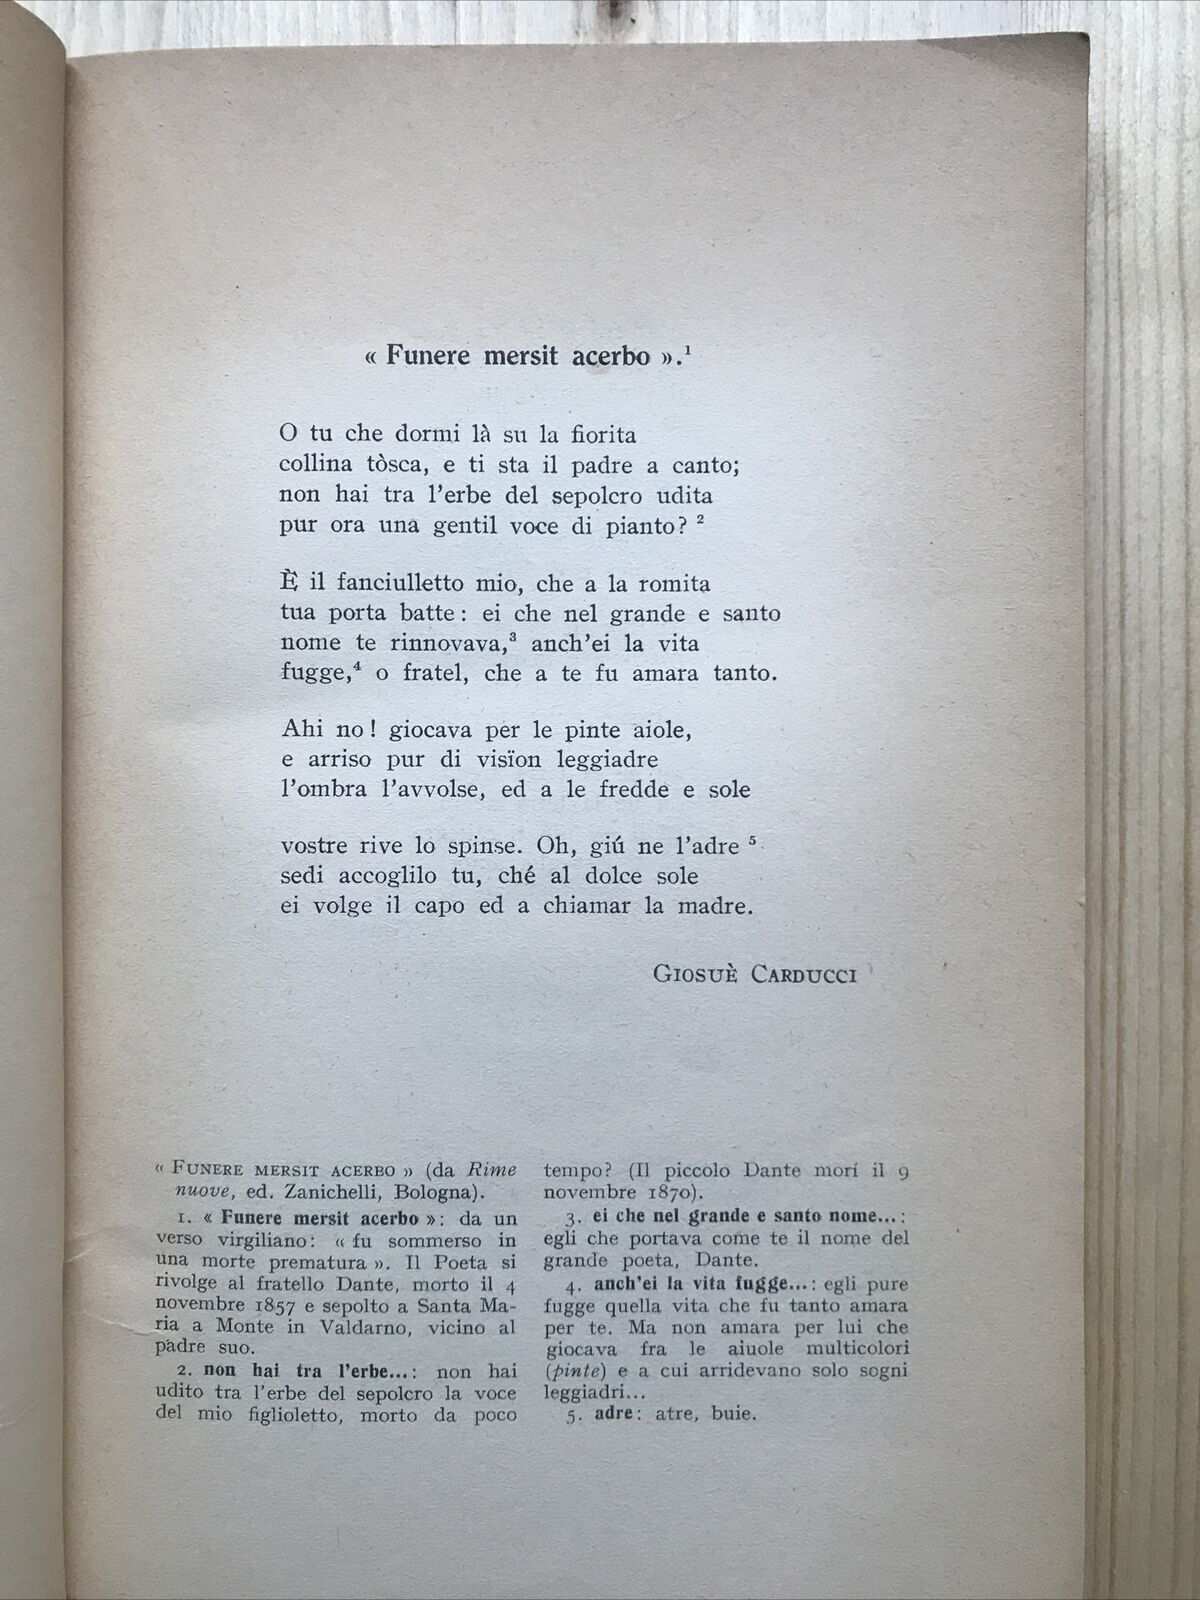 « Funere mersit acerbo ».¹
O tu che dormi là su la fiorita
collina tòsca, e ti sta il padre a canto;
non hai tra l'erbe del sepolcro udita
pur ora una gentil voce di pianto? ²
È il fanciulletto mio, che a la romita
tua porta batte: ei che nel grande e santo
nome te rinnovava,³ anch'ei la vita
fugge,⁴ o fratel, che a te fu amara tanto.
Ahi no! giocava per le pinte aiole,
e arriso pur di visïon leggiadre
l'ombra l'avvolse, ed a le fredde e sole
vostre rive lo spinse. Oh, giú ne l'adre ⁵
sedi accoglilo tu, ché al dolce sole
ei volge il capo ed a chiamar la madre.
GIOSUÈ CARDUCCI
« FUNERE MERSIT ACERBO » (da Rime
nuove, ed. Zanichelli, Bologna).
1. « Funere mersit acerbo »: da un
verso virgiliano: « fu sommerso in
una morte prematura ». Il Poeta si
rivolge al fratello Dante, morto il 4
novembre 1857 e sepolto a Santa Ma-
ria a Monte in Valdarno, vicino al
padre suo.
2. non hai tra l'erbe...: non hai
udito tra l'erbe del sepolcro la voce
del mio figlioletto, morto da poco
tempo? (Il piccolo Dante morí il 9
novembre 1870).
3. ei che nel grande e santo nome...:
egli che portava come te il nome del
grande poeta, Dante.
4. anch'ei la vita fugge...: egli pure
fugge quella vita che fu tanto amara
per te. Ma non amara per lui che
giocava fra le aiuole multicolori
(pinte) e a cui arridevano solo sogni
leggiadri...
5. adre: atre, buie.